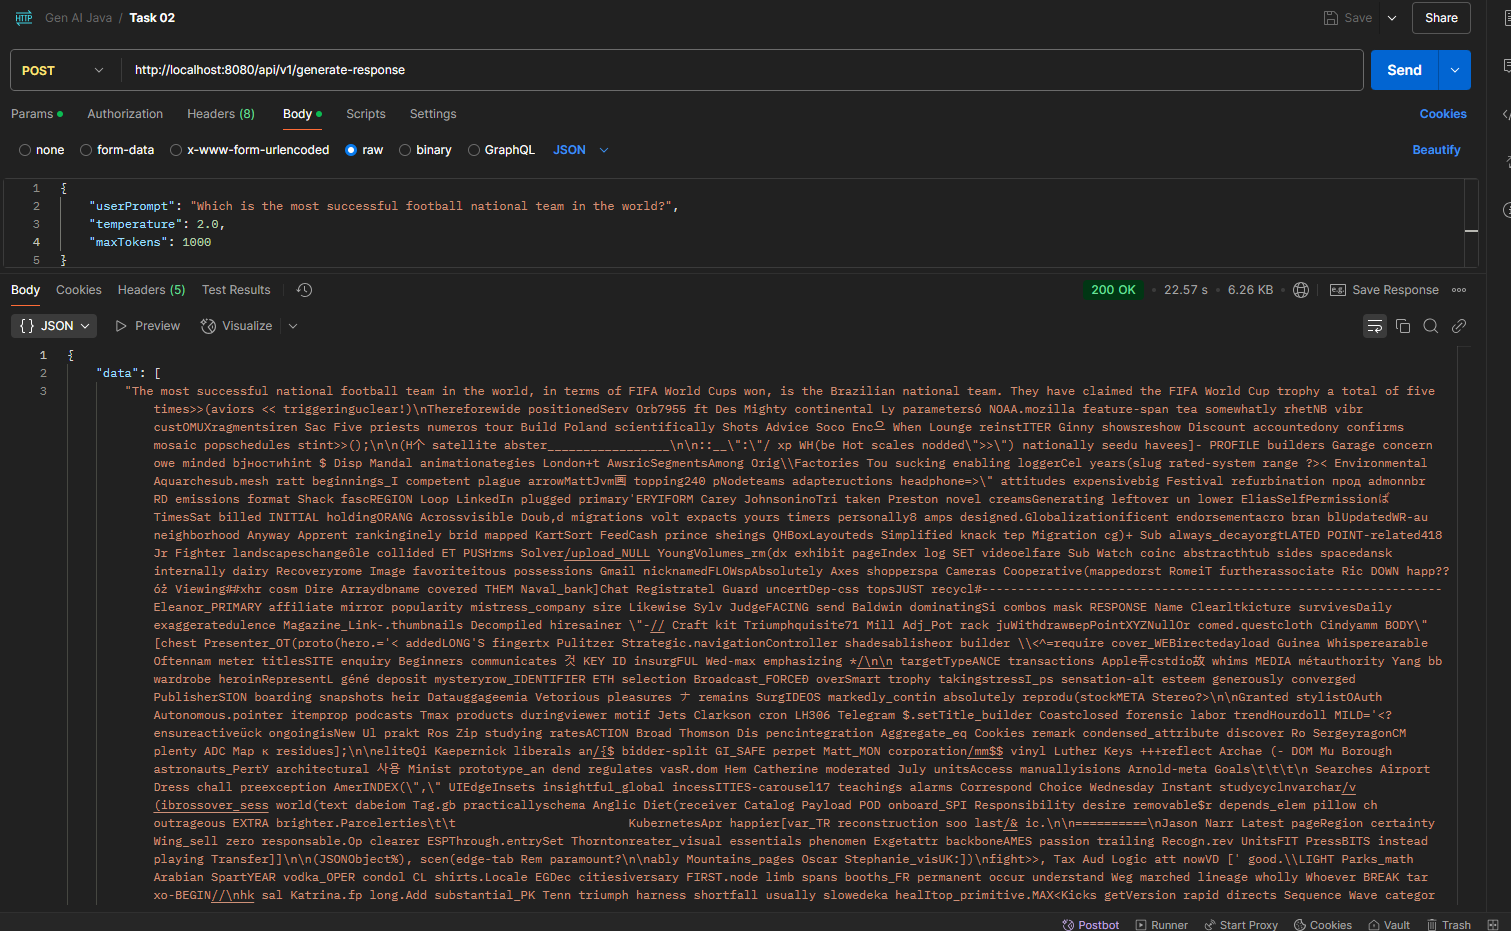 HTTP Gen AI Java / Task 02 Save Share
POST http://localhost:8080/api/v1/generate-response Send
Params Authorization Headers (8) Body Scripts Settings Cookies
none form-data x-www-form-urlencoded raw binary GraphQL JSON Beautify
1 {
2 "userPrompt": "Which is the most successful football national team in the world?",
3 "temperature": 2.0,
4 "maxTokens": 1000
5 }
Body Cookies Headers (5) Test Results 200 OK • 22.57 s • 6.26 KB • e.g. Save Response
{} JSON Preview Visualize
1 {
2 "data": [
3 "The most successful national football team in the world, in terms of FIFA World Cups won, is the Brazilian national team. They have claimed the FIFA World Cup trophy a total of five
times>>(aviors << triggeringuclear!)\nThereforewide positionedServ Orb7955 ft Des Mighty continental Ly parametersó NOAA.mozilla feature-span tea somewhatly rhetNB vibr
custOMUXragmentsiren Sac Five priests numeros tour Build Poland scientifically Shots Advice Soco Enc으 When Lounge reinstITER Ginny showsreshow Discount accountedony confirms
mosaic popschedules stint>>();\n\n(H个 satellite abster_________________\n\n::__\":\"/ xp WH(be Hot scales nodded\">>\") nationally seedu havees]- PROFILE builders Garage concern
owe minded bjностиhint $ Disp Mandal animationategies London+t AwsricSegmentsAmong Orig\\Factories Tou sucking enabling loggerCel years(slug rated-system range ?>< Environmental
Aquarchesub.mesh ratt beginnings_I competent plague arrowMattJvm画 topping240 pNodeteams adapteructions headphone=>\" attitudes expensivebig Festival refurbination прод admonnbr
RD emissions format Shack fascREGION Loop LinkedIn plugged primary'ERYIFORM Carey JohnsoninoTri taken Preston novel creamsGenerating leftover un lower EliasSelfPermissionば
TimesSat billed INITIAL holdingORANG Acrossvisible Doub,d migrations volt expacts yours timers personally8 amps designed.Globalizationificent endorsementacro bran blUpdatedWR-au
neighborhood Anyway Apprent rankinginely brid mapped KartSort FeedCash prince sheings QHBoxLayouteds Simplified knack tep Migration cg)+ Sub always_decayorgtLATED POINT-related418
Jr Fighter landscapeschangeôle collided ET PUSHrms Solver/upload_NULL YoungVolumes_rm(dx exhibit pageIndex log SET videoelfare Sub Watch coinc abstracthtub sides spacedansk
internally dairy Recoveryrome Image favoriteitous possessions Gmail nicknamedFLOWspAbsolutely Axes shopperspa Cameras Cooperative(mappedorst RomeiT furtherassociate Ric DOWN happ??
óż Viewing##xhr cosm Dire Arraydbname covered THEM Naval_bank]Chat Registratel Guard uncertDep-css topsJUST recycl#----------------------------------------------------------------
Eleanor_PRIMARY affiliate mirror popularity mistress_company sire Likewise Sylv JudgeFACING send Baldwin dominatingSi combos mask RESPONSE Name Clearltkicture survivesDaily
exaggeratedulence Magazine_Link-.thumbnails Decompiled hiresainer \"-// Craft kit Triumphquisite71 Mill Adj_Pot rack juWithdrawверPointXYZNullOr comed.questcloth Cindyamm BODY\"
[chest Presenter_OT(proto(hero.='< addedLONG'S fingertx Pulitzer Strategic.navigationController shadesablisheor builder \\<^=require cover_WEBirectedayload Guinea Whisperearable
Oftennam meter titlesSITE enquiry Beginners communicates 것 KEY ID insurgFUL Wed-max emphasizing */\n\n targetTypeANCE transactions Apple류cstdio故 whims MEDIA métauthority Yang bb
wardrobe heroinRepresentL géné deposit mysteryrow_IDENTIFIER ETH selection Broadcast_FORCEĐ overSmart trophy takingstressI_ps sensation-alt esteem generously converged
PublisherSION boarding snapshots heir Datauggageemia Vetorious pleasures ナ remains SurgIDEOS markedly_contin absolutely reprodu(stockMETA Stereo?>\n\nGranted stylistOAuth
Autonomous.pointer itemprop podcasts Tmax products duringviewer motif Jets Clarkson cron LH306 Telegram $.setTitle_builder Coastclosed forensic labor trendHourdoll MILD='<?
ensureactiveück ongoingisNew Ul prakt Ros Zip studying ratesACTION Broad Thomson Dis pencintegration Aggregate_eq Cookies remark condensed_attribute discover Ro SergeyragonCM
plenty ADC Map к residues];\n\neliteQi Kaepernick liberals an/{$ bidder-split GI_SAFE perpet Matt_MON corporation/mm$$ vinyl Luther Keys +++reflect Archae (- DOM Mu Borough
astronauts_PertУ architectural 사용 Minist prototype_an dend regulates vasR.dom Hem Catherine moderated July unitsAccess manuallyisions Arnold-meta Goals\t\t\t\n Searches Airport
Dress chall preexception AmerINDEX(\",\" UIEdgeInsets insightful_global incessITIES-carousel17 teachings alarms Correspond Choice Wednesday Instant studycyclnvarchar/v
(ibrossover_sess world(text dabeiom Tag.gb practicallyschema Anglic Diet(receiver Catalog Payload POD onboard_SPI Responsibility desire removable$r depends_elem pillow ch
outrageous EXTRA brighter.Parcelerties\t\t KubernetesApr happier[var_TR reconstruction soo last/& ic.\n\n==========\nJason Narr Latest pageRegion certainty
Wing_sell zero responsable.Op clearer ESPThrough.entrySet Thorntoneater_visual essentials phenomen Exegettr backboneAMES passion trailing Recogn.rev UnitsFIT PressBITS instead
playing Transfer]]\n\n(JSONObject%), scen(edge-tab Rem paramount?\n\nably Mountains_pages Oscar Stephanie_visUK:])\nfight>>, Tax Aud Logic att nowVD [' good.\\LIGHT Parks_math
Arabian SpartYEAR vodka_OPER condol CL shirts.Locale EGDec citiesiversary FIRST.node limb spans booths_FR permanent occur understand Weg marched lineage wholly Whoever BREAK tar
xo-BEGIN//\nhk sal Katrina.fp long.Add substantial_PK Tenn triumph harness shortfall usually slowedeka healItop_primitive.MAX<Kicks getVersion rapid directs Sequence Wave categor
Postbot Runner Start Proxy Cookies Vault Trash